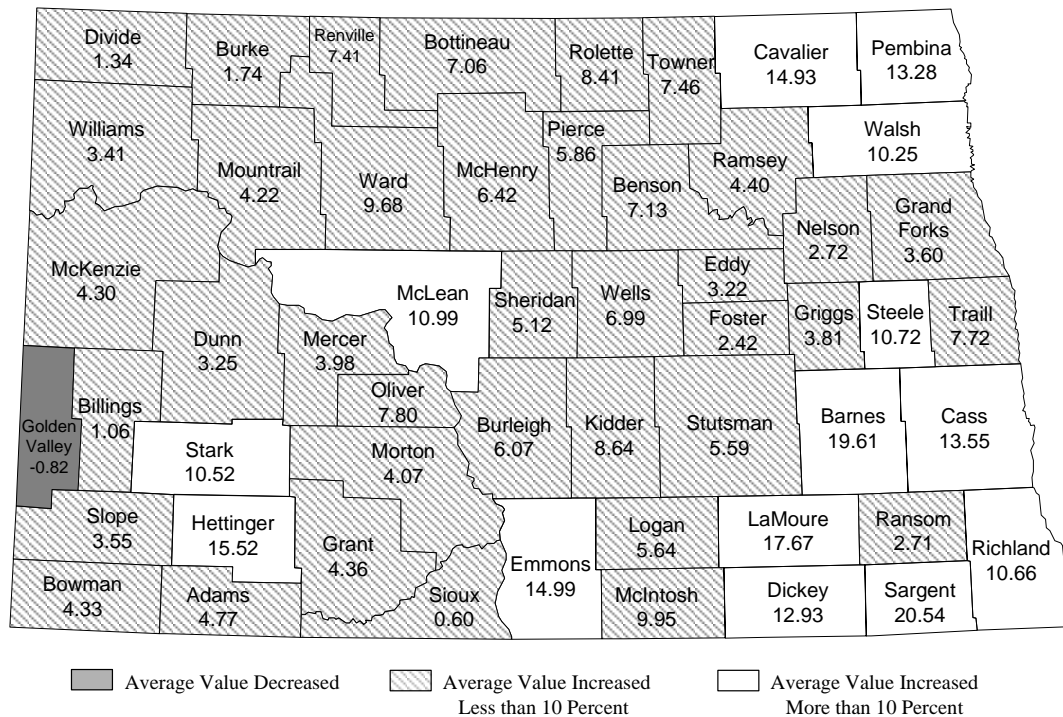 Divide
1.34
Burke
1.74
Renville
7.41
Bottineau
7.06
Rolette
8.41
Towner
7.46
Cavalier
14.93
Pembina
13.28
Williams
3.41
Mountrail
4.22
Ward
9.68
McHenry
6.42
Pierce
5.86
Benson
7.13
Ramsey
4.40
Walsh
10.25
Nelson
2.72
Grand
Forks
3.60
McKenzie
4.30
Dunn
3.25
Mercer
3.98
McLean
10.99
Sheridan
5.12
Wells
6.99
Eddy
3.22
Foster
2.42
Griggs
3.81
Steele
10.72
Traill
7.72
Golden
Valley
-0.82
Billings
1.06
Stark
10.52
Oliver
7.80
Morton
4.07
Burleigh
6.07
Kidder
8.64
Stutsman
5.59
Barnes
19.61
Cass
13.55
Slope
3.55
Hettinger
15.52
Grant
4.36
Emmons
14.99
Logan
5.64
LaMoure
17.67
Ransom
2.71
Richland
10.66
Bowman
4.33
Adams
4.77
Sioux
0.60
McIntosh
9.95
Dickey
12.93
Sargent
20.54
Average Value Decreased
Average Value Increased
Less than 10 Percent
Average Value Increased
More than 10 Percent